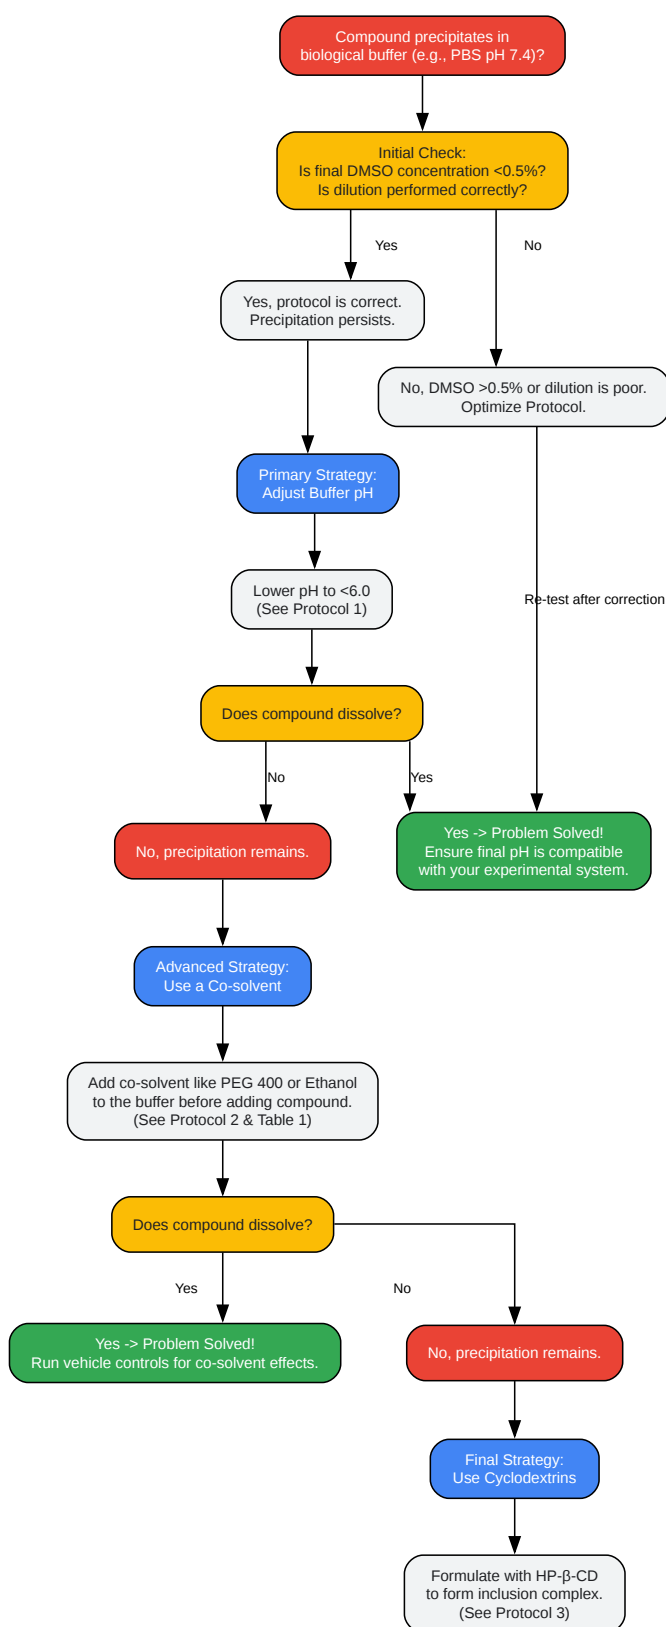 Compound precipitates in
biological buffer (e.g., PBS pH 7.4)?
Initial Check:
Is final DMSO concentration <0.5%?
Is dilution performed correctly?
Yes
No
Yes, protocol is correct.
Precipitation persists.
No, DMSO >0.5% or dilution is poor.
Optimize Protocol.
Primary Strategy:
Adjust Buffer pH
Lower pH to <6.0
(See Protocol 1)
Re-test after correction
Does compound dissolve?
No
Yes
No, precipitation remains.
Yes -> Problem Solved!
Ensure final pH is compatible
with your experimental system.
Advanced Strategy:
Use a Co-solvent
Add co-solvent like PEG 400 or Ethanol
to the buffer before adding compound.
(See Protocol 2 & Table 1)
Does compound dissolve?
Yes
No
Yes -> Problem Solved!
Run vehicle controls for co-solvent effects.
No, precipitation remains.
Final Strategy:
Use Cyclodextrins
Formulate with HP-β-CD
to form inclusion complex.
(See Protocol 3)